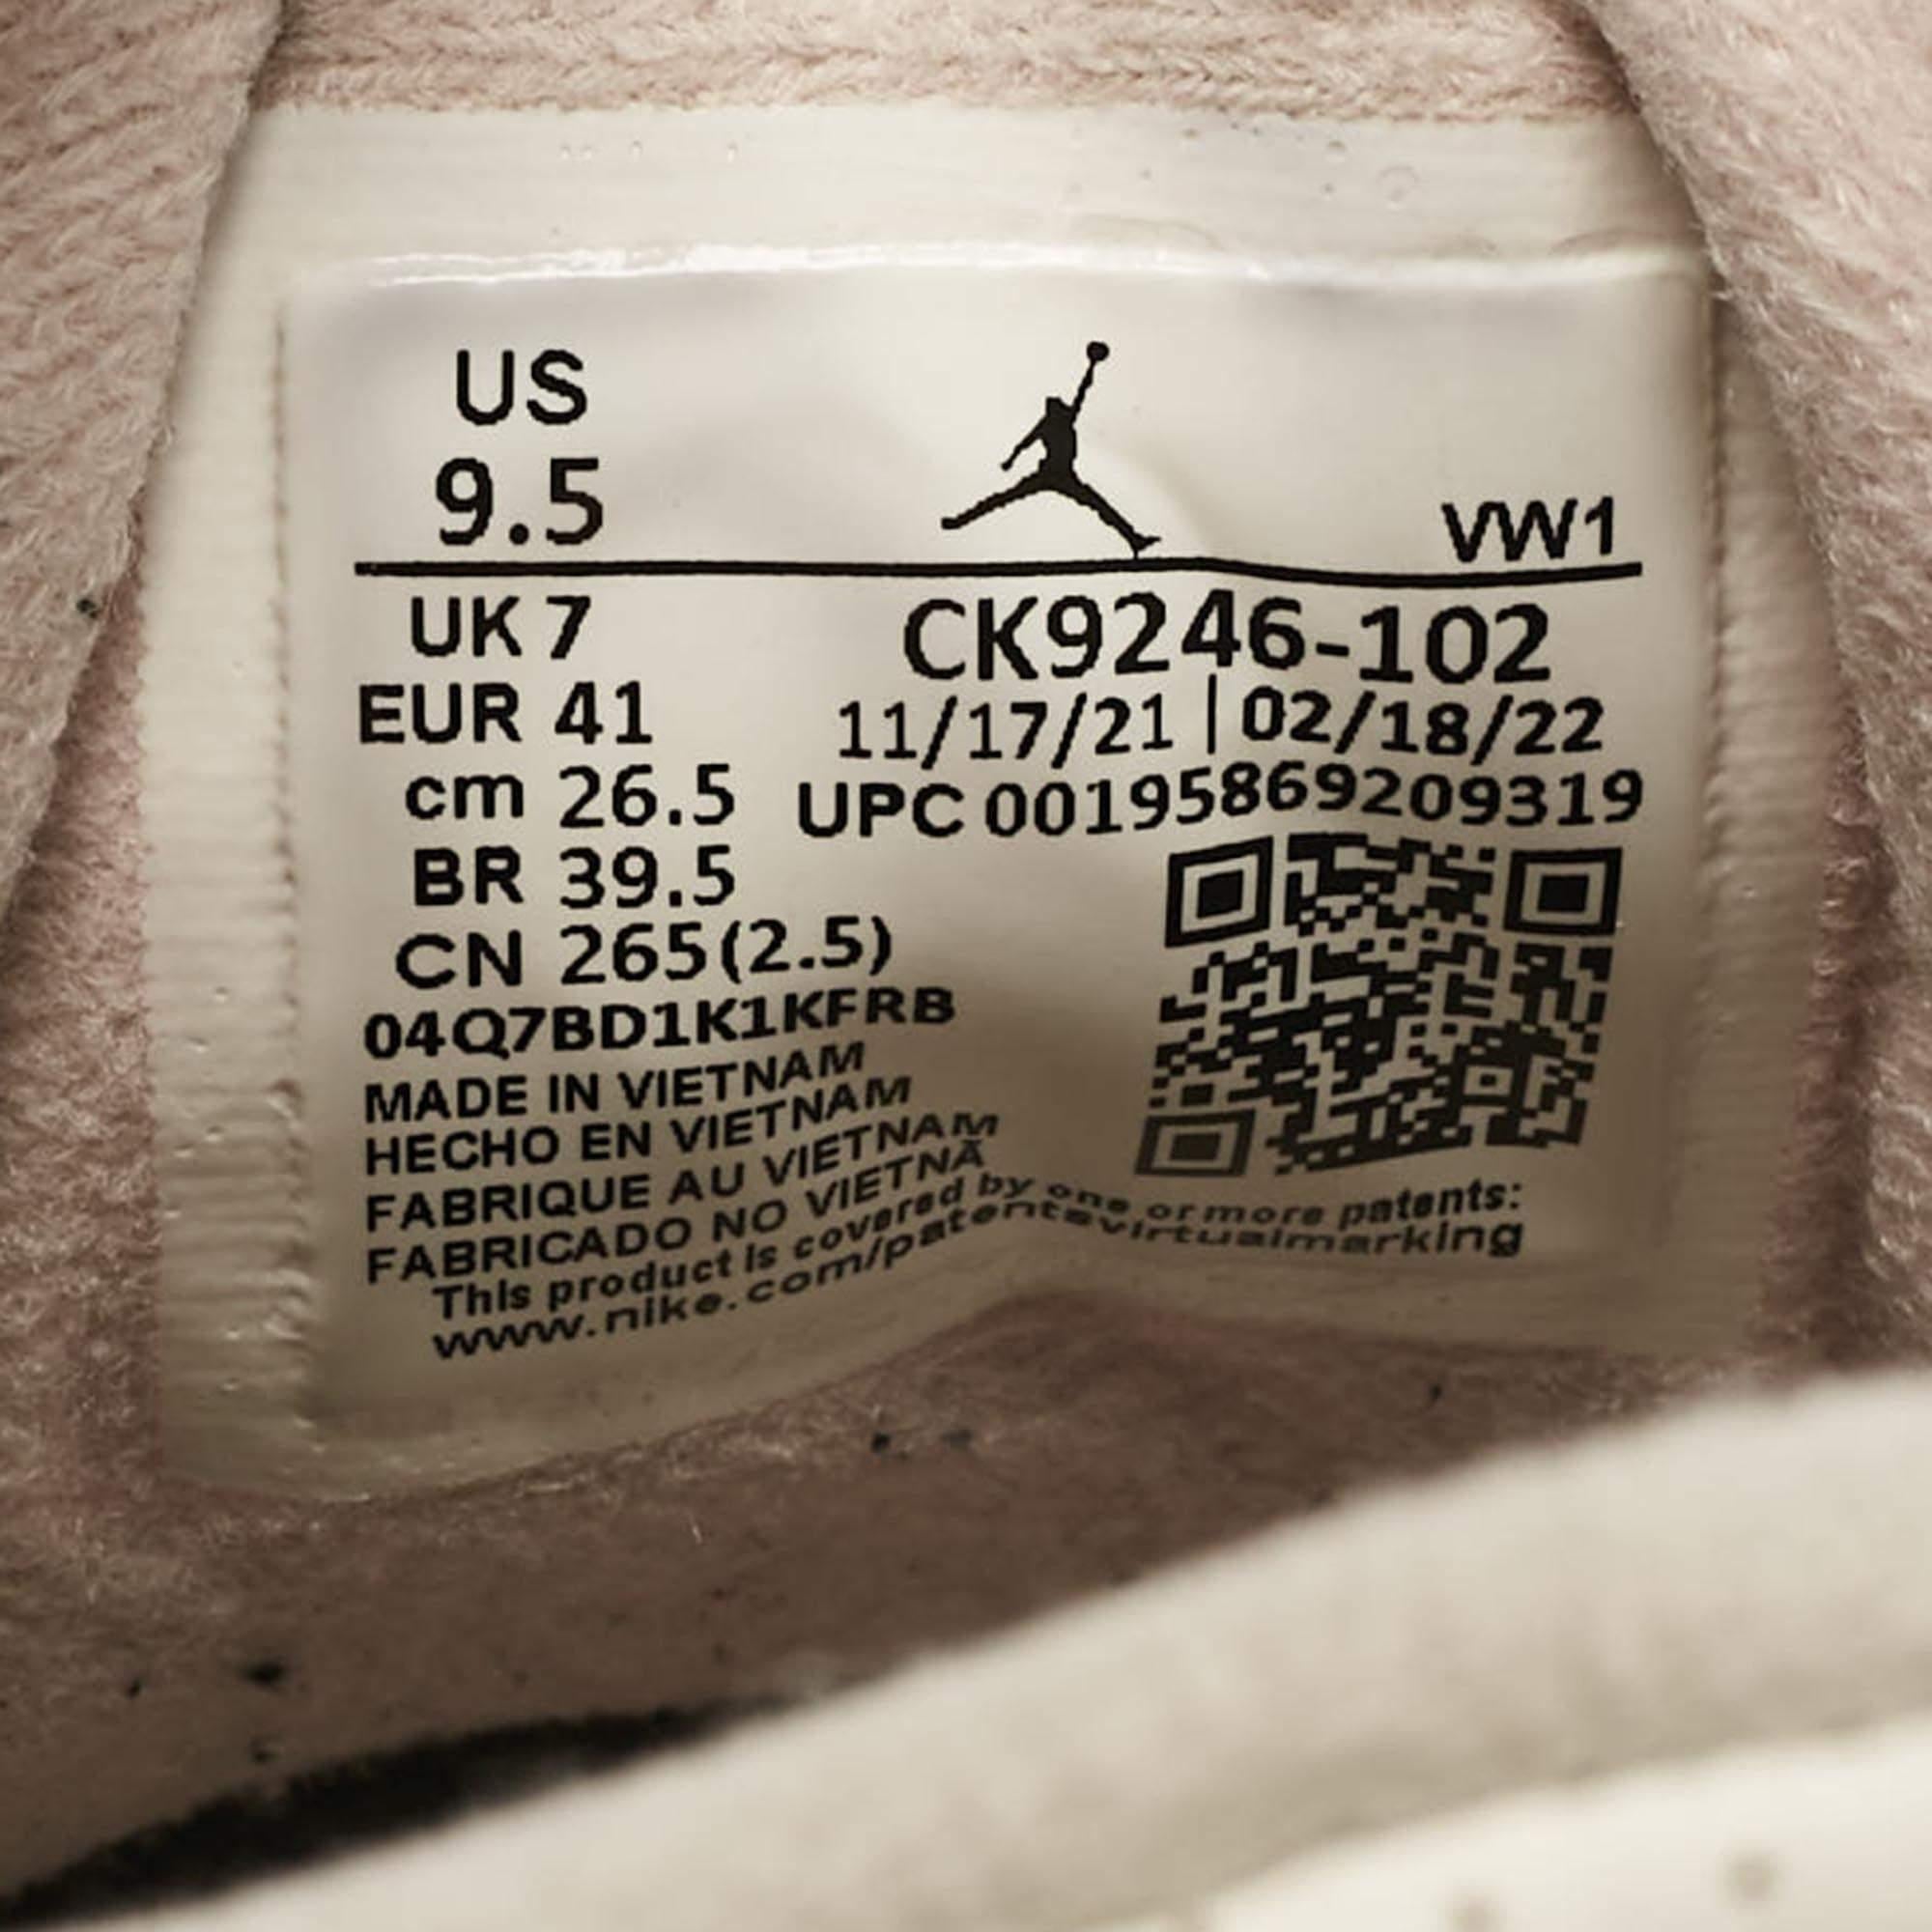 US
9.5
VW1
UK 7
CK9246-102
EUR 41
11/17/21 | 02/18/22
cm 26.5
UPC 00195869209319
BR 39.5
CN 265(2.5)
04Q7BD1K1KFRB
MADE IN VIETNAM
HECHO EN VIETNAM
FABRIQUE AU VIETNAM
FABRICADO NO VIETNÃ
This product is covered by one or more patents:
www.nike.com/patentsvirtualmarking